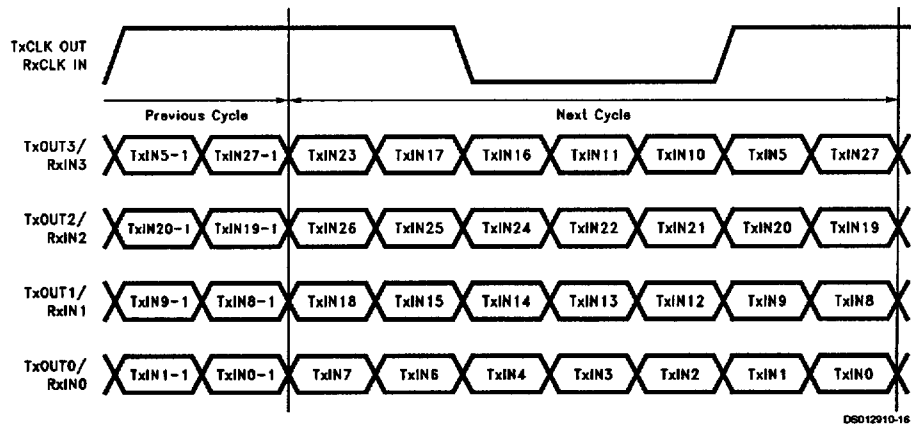 TxCLK OUT
RxCLK IN
Previous Cycle Next Cycle
TxOUT3/
RxIN3
TxIN5-1 TxIN27-1 TxIN23 TxIN17 TxIN16 TxIN11 TxIN10 TxIN5 TxIN27
TxOUT2/
RxIN2
TxIN20-1 TxIN19-1 TxIN26 TxIN25 TxIN24 TxIN22 TxIN21 TxIN20 TxIN19
TxOUT1/
RxIN1
TxIN9-1 TxIN8-1 TxIN18 TxIN15 TxIN14 TxIN13 TxIN12 TxIN9 TxIN8
TxOUT0/
RxIN0
TxIN1-1 TxIN0-1 TxIN7 TxIN6 TxIN4 TxIN3 TxIN2 TxIN1 TxIN0
DS012910-16